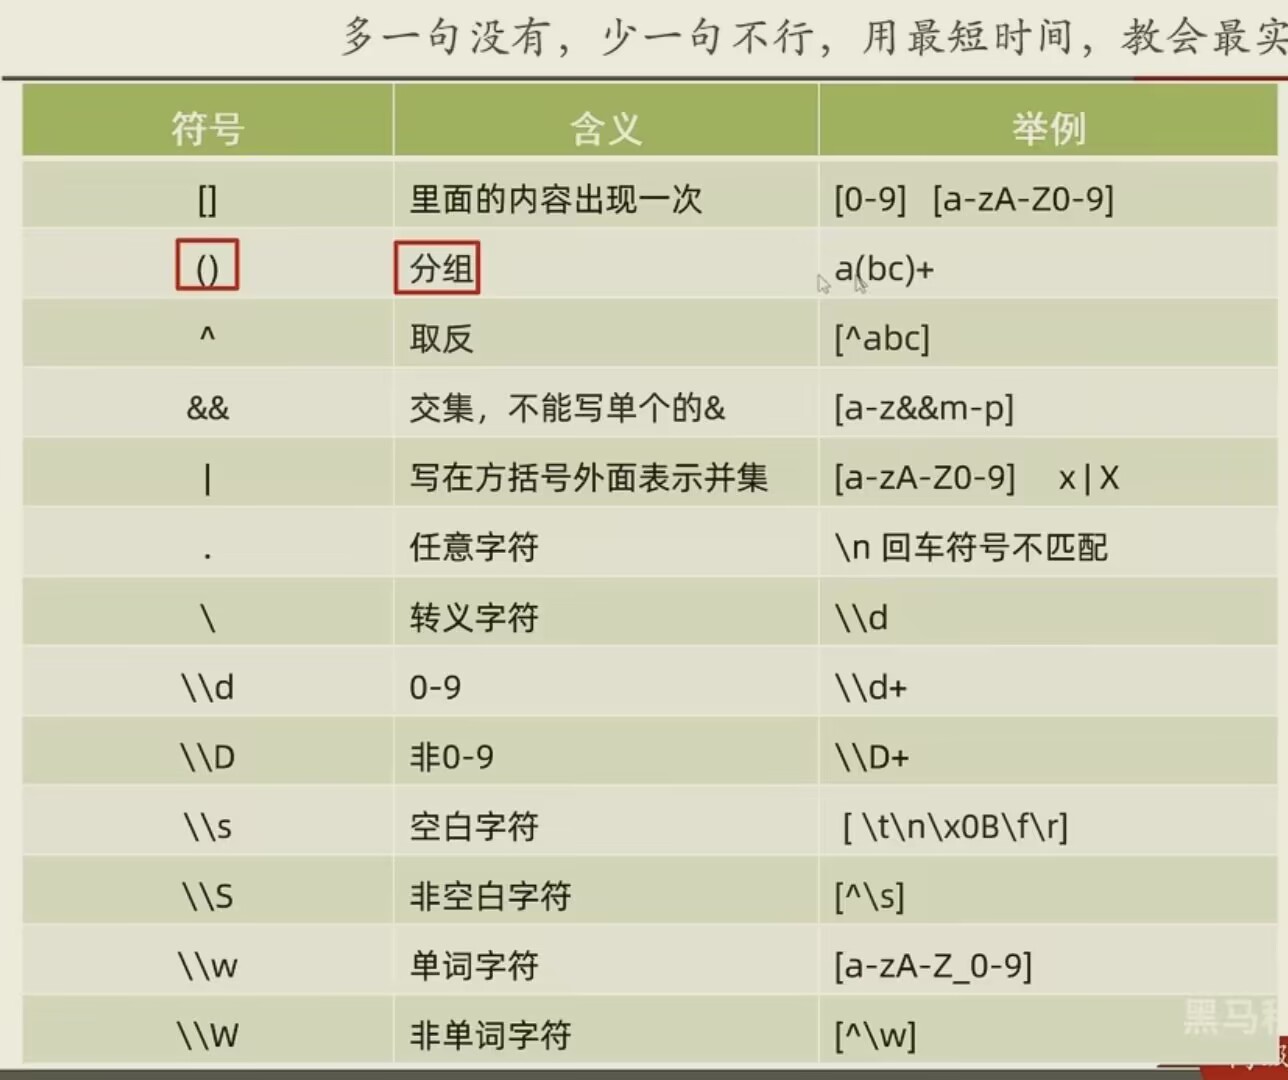 多一句没有，少一句不行，用最短时间，教会最实
符号 含义 举例
[] 里面的内容出现一次 [0-9] [a-zA-Z0-9]
() 分组 a(bc)+
^ 取反 [^abc]
&& 交集，不能写单个的& [a-z&&m-p]
| 写在方括号外面表示并集 [a-zA-Z0-9] x|X
. 任意字符 \n 回车符号不匹配
\ 转义字符 \\d
\\d 0-9 \\d+
\\D 非0-9 \\D+
\\s 空白字符 [ \t\n\x0B\f\r]
\\S 非空白字符 [^\s]
\\w 单词字符 [a-zA-Z_0-9]
\\W 非单词字符 [^\w]
黑马